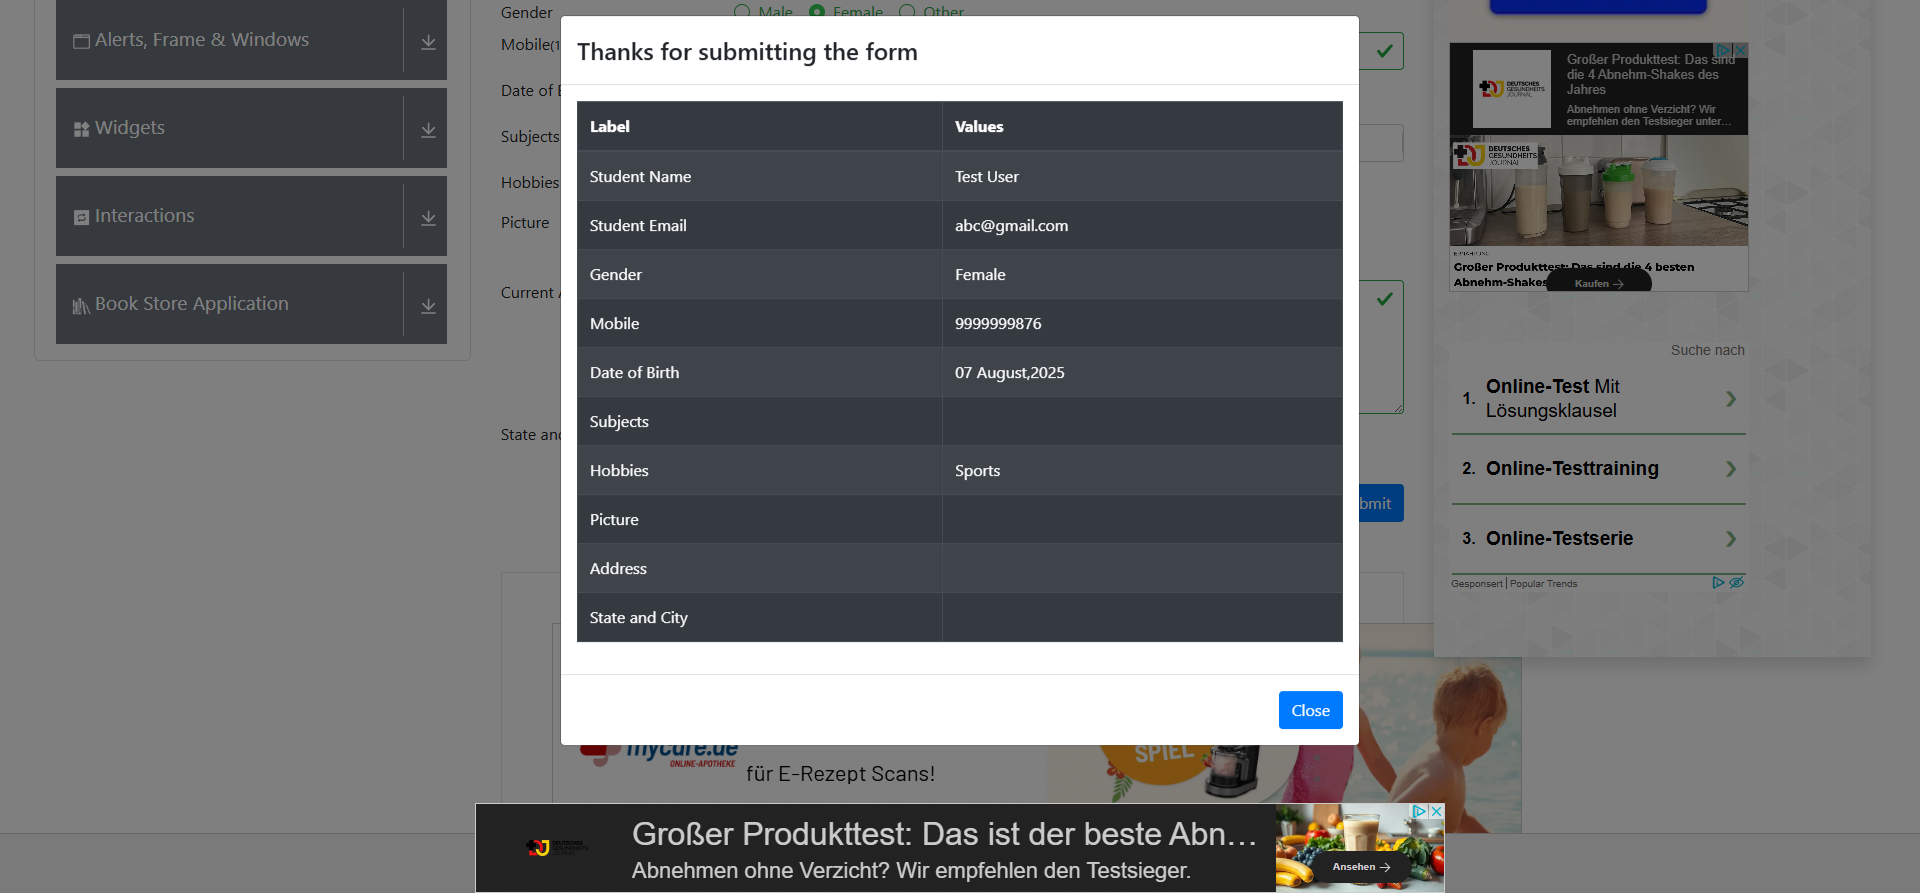 Alerts, Frame & Windows
Widgets
Interactions
Book Store Application
Gender
Male Female Other
Mobile(1
Date of
Subjects
Hobbies
Picture
Current
State and
bmit
Thanks for submitting the form
Label Values
Student Name Test User
Student Email abc@gmail.com
Gender Female
Mobile 9999999876
Date of Birth 07 August,2025
Subjects
Hobbies Sports
Picture
Address
State and City
Close
Großer Produkttest: Das sind
die 4 Abnehm-Shakes des
Jahres
Abnehmen ohne Verzicht? Wir
empfehlen den Testsieger unter...
DEUTSCHES
GESUNDHEITS
JOURNAL
DEUTSCHES
GESUNDHEITS
JOURNAL
Großer Produkttest: Das sind die 4 besten
Abnehm-Shakes
Kaufen
Suche nach
1. Online-Test Mit
Lösungsklausel
2. Online-Testtraining
3. Online-Testserie
Gesponsert | Popular Trends
mycare.de
ONLINE-APOTHEKE
für E-Rezept Scans!
SPIEL
Großer Produkttest: Das ist der beste Abn...
Abnehmen ohne Verzicht? Wir empfehlen den Testsieger.
DEUTSCHES
GESUNDHEITS
JOURNAL
Ansehen